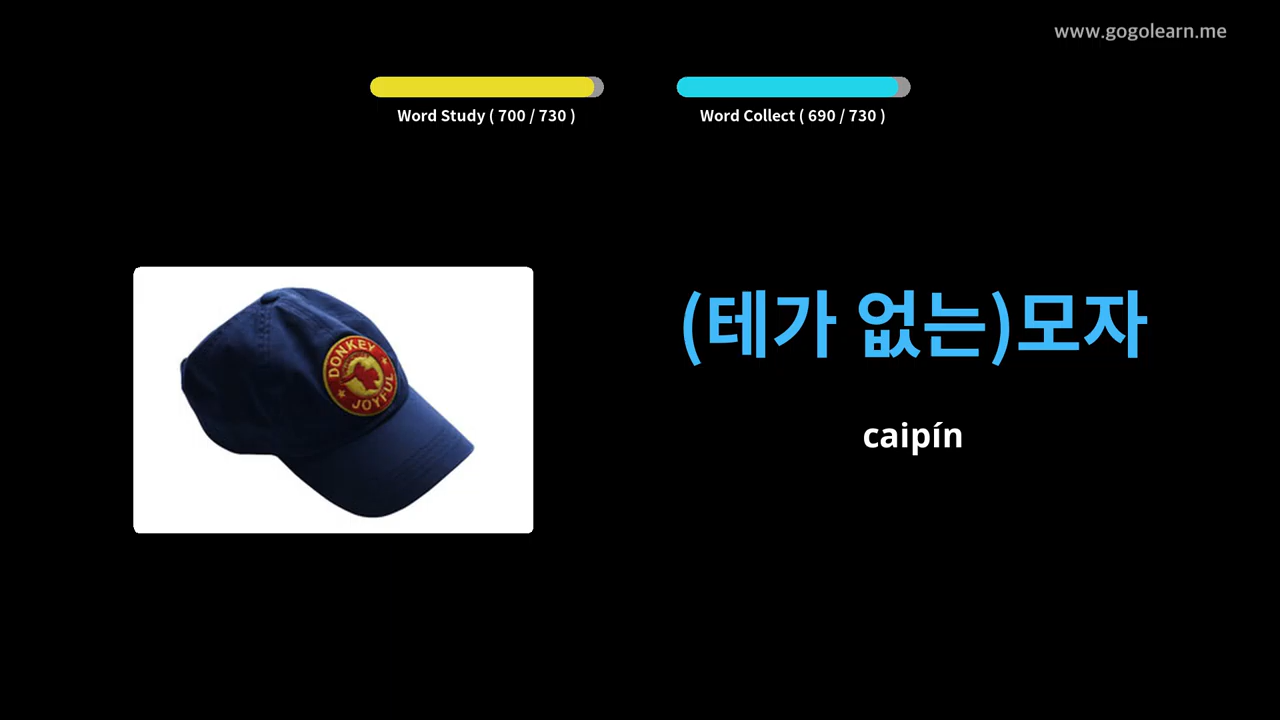 www.gogolearn.me
Word Study ( 700 / 730 )
Word Collect ( 690 / 730 )
DONKEY
JOYFUL
(테가 없는)모자
caipín